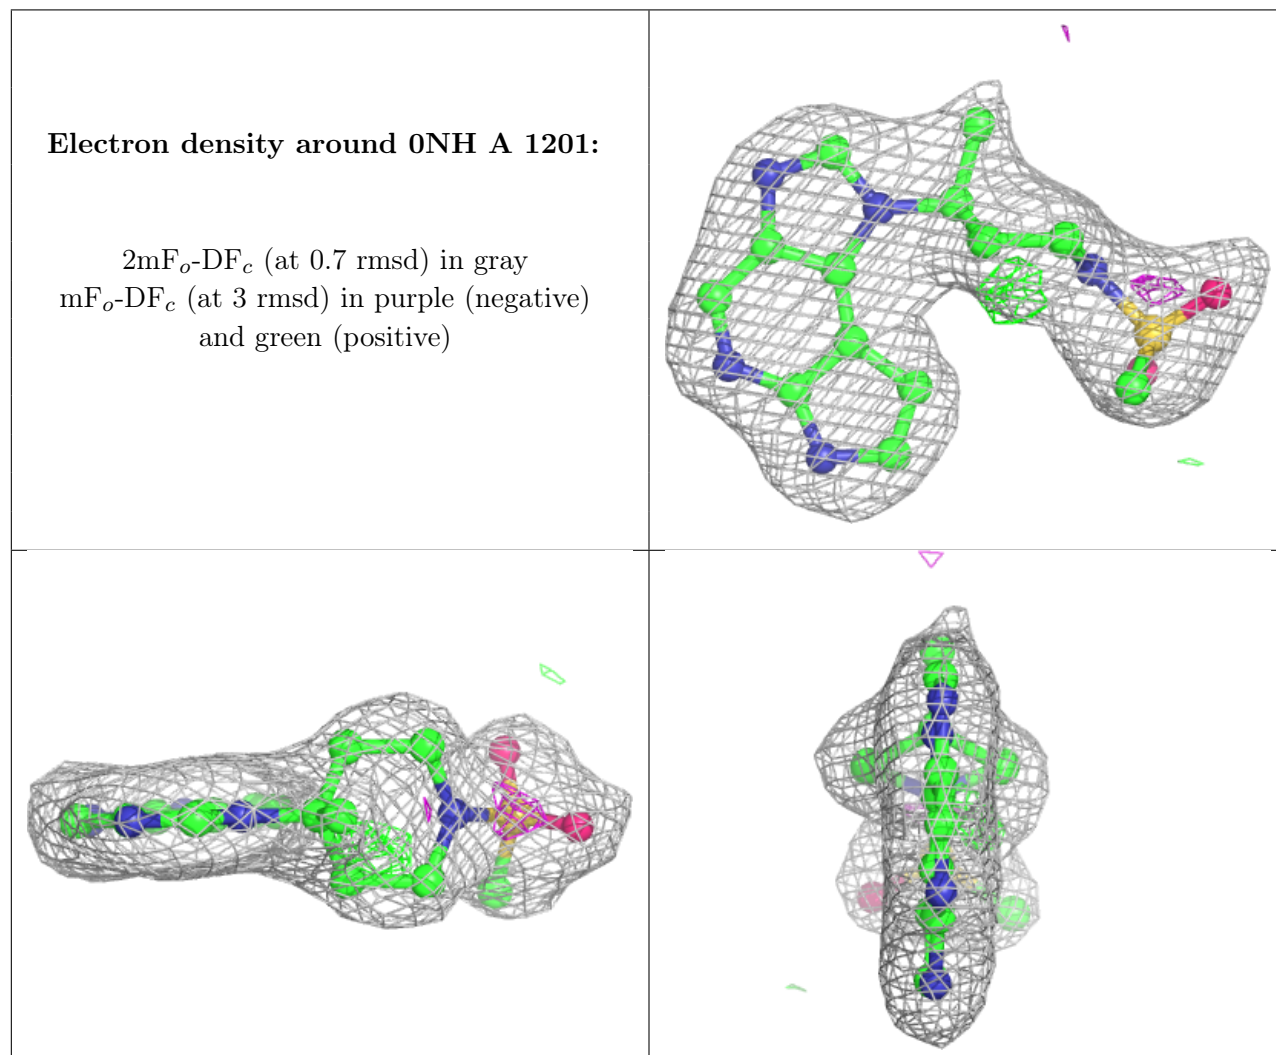 Electron density around 0NH A 1201:
2mFo-DFc (at 0.7 rmsd) in gray
mFo-DFc (at 3 rmsd) in purple (negative)
and green (positive)